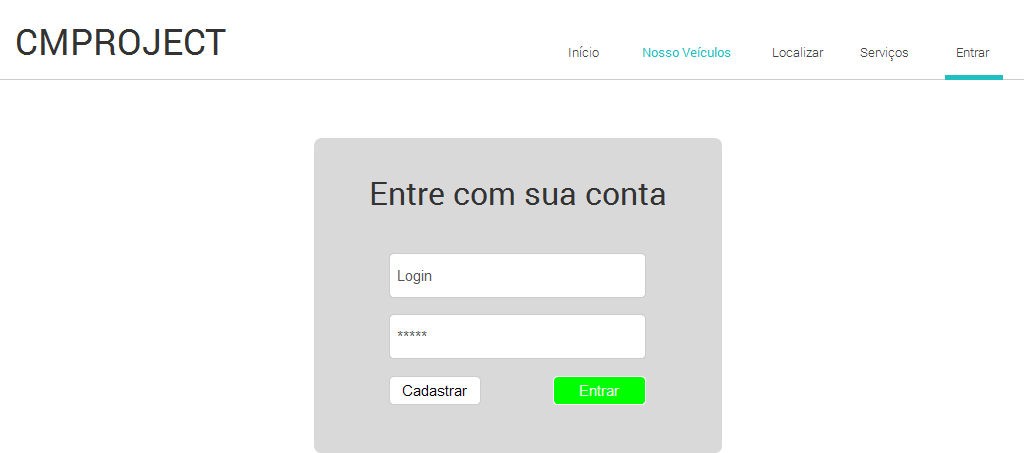 CMPROJECT
Início Nosso Veículos Localizar Serviços Entrar
Entre com sua conta
Login
*****
Cadastrar Entrar